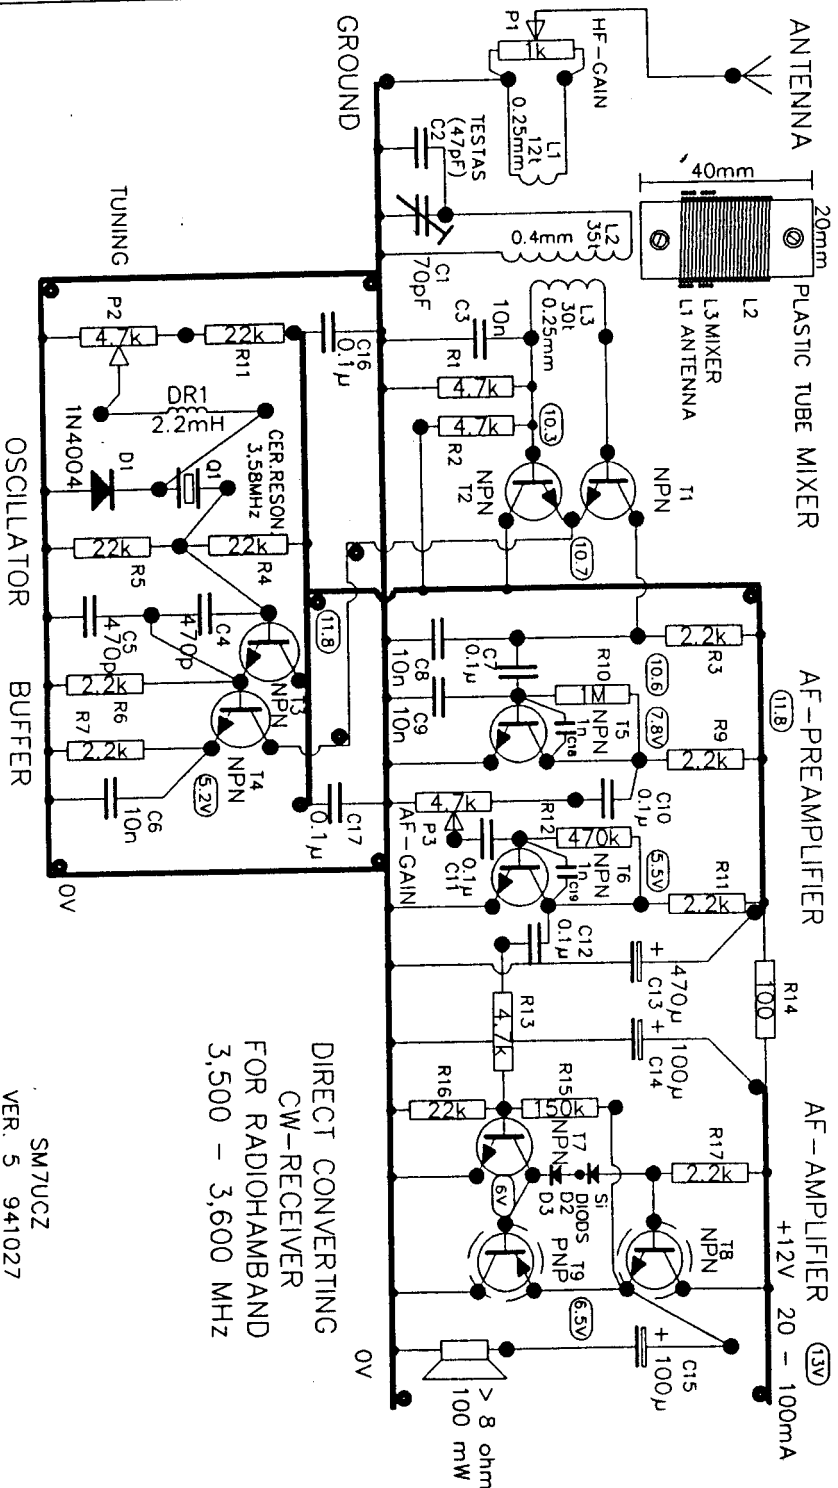 ANTENNA
P1
1k
HF-GAIN
GROUND
L1
12t
0.25mm
TESTAS
(47pF)
C2
C1
70pF
L2
35t
0.4mm
40mm
20mm
L2
L3 MIXER
L1 ANTENNA
PLASTIC TUBE MIXER
L3
30t
0.25mm
C3
10n
R1
4.7k
4.7k
R2
10.3
NPN
T2
NPN
T1
10.7
TUNING
P2
4.7k
22k
R11
C16
0.1µ
DR1
2.2mH
1N4004
D1
Q1
CER.RESON.
3,58MHz
22k
R5
22k
R4
C5
470p
C4
470p
2.2k
R6
R7
2.2k
T3
NPN
T4
NPN
5.2V
C6
10n
11.8
C17
0.1µ
0V
OSCILLATOR BUFFER
AF-PREAMPLIFIER
11.8
2.2k
R3
10.6
C8
10n
C7
0.1µ
C9
10n
R10
1M
T5
NPN
1n
C18
7.8V
R9
2.2k
C10
0.1µ
4.7k
P3
AF-GAIN
C11
0.1µ
R12
470k
T6
NPN
1n
C19
5.5V
R11
2.2k
C12
0.1µ
+
470µ
C13
+
100µ
C14
R14
100
R13
4.7k
AF-AMPLIFIER
R16
22k
R15
150k
T7
NPN
6V
D3
D2
DIODS
Si
R17
2.2k
T8
NPN
T9
PNP
6.5V
+12V 20 - 100mA
13V
+
100µ
C15
> 8 ohm
100 mW
0V
DIRECT CONVERTING
CW-RECEIVER
FOR RADIOHAMBAND
3,500 - 3,600 MHz
SM7UCZ
VER. 5 941027